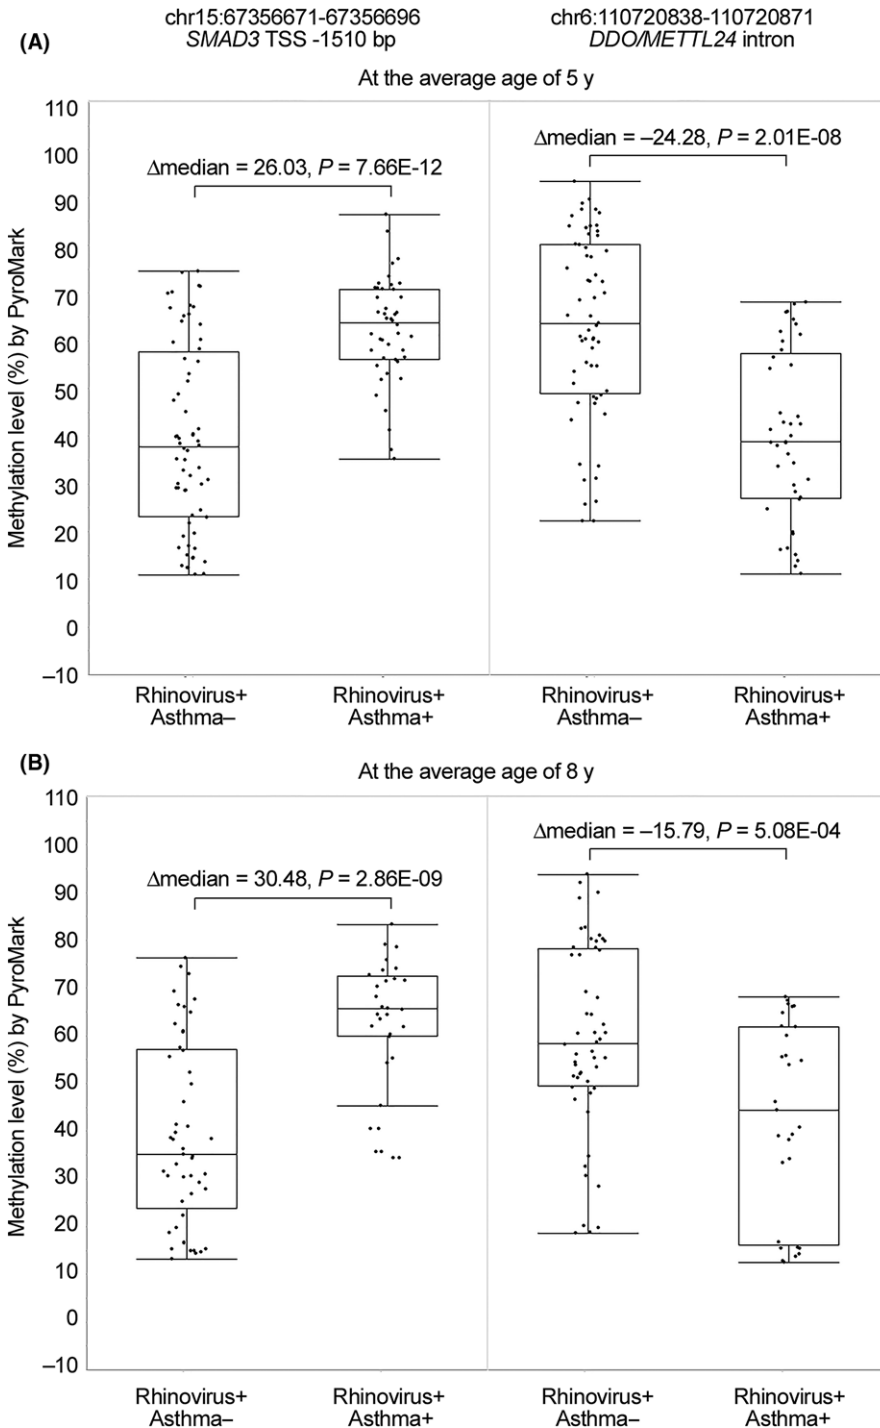 chr15:67356671-67356696
SMAD3 TSS -1510 bp
chr6:110720838-110720871
DDO/METTL24 intron
(A)
At the average age of 5 y
Δmedian = 26.03, P = 7.66E-12
Δmedian = –24.28, P = 2.01E-08
Methylation level (%) by PyroMark
110
100
90
80
70
60
50
40
30
20
10
0
–10
Rhinovirus+
Asthma–
Rhinovirus+
Asthma+
Rhinovirus+
Asthma–
Rhinovirus+
Asthma+
(B)
At the average age of 8 y
Δmedian = 30.48, P = 2.86E-09
Δmedian = –15.79, P = 5.08E-04
Methylation level (%) by PyroMark
110
100
90
80
70
60
50
40
30
20
10
0
–10
Rhinovirus+
Asthma–
Rhinovirus+
Asthma+
Rhinovirus+
Asthma–
Rhinovirus+
Asthma+